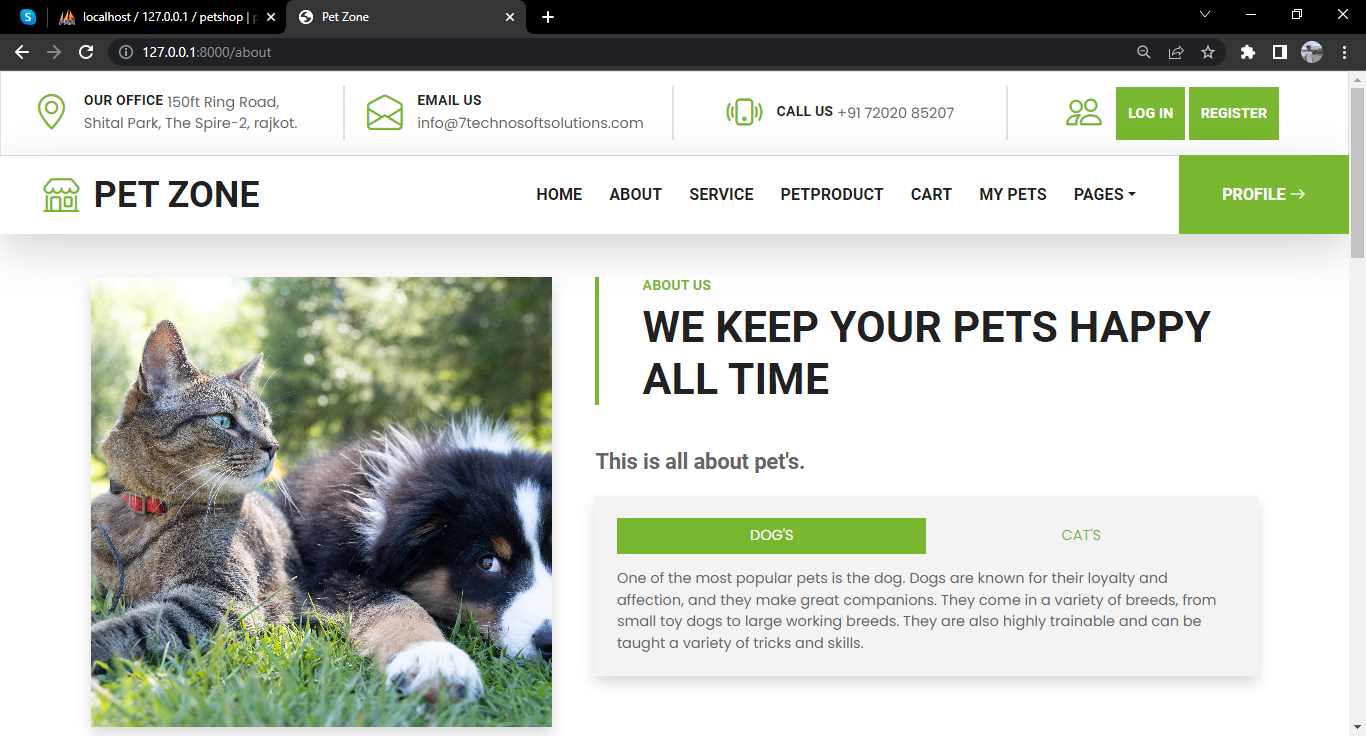 localhost / 127.0.0.1 / petshop | p
Pet Zone
127.0.0.1:8000/about
OUR OFFICE 150ft Ring Road,
Shital Park, The Spire-2, rajkot.
EMAIL US
info@7technosoftsolutions.com
CALL US +91 72020 85207
LOG IN
REGISTER
PET ZONE
HOME ABOUT SERVICE PETPRODUCT CART MY PETS PAGES
PROFILE →
ABOUT US
WE KEEP YOUR PETS HAPPY
ALL TIME
This is all about pet's.
DOG'S
CAT'S
One of the most popular pets is the dog. Dogs are known for their loyalty and
affection, and they make great companions. They come in a variety of breeds, from
small toy dogs to large working breeds. They are also highly trainable and can be
taught a variety of tricks and skills.